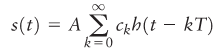 s(t) = A ∑_{k=0}^{∞} c_k h(t − kT)